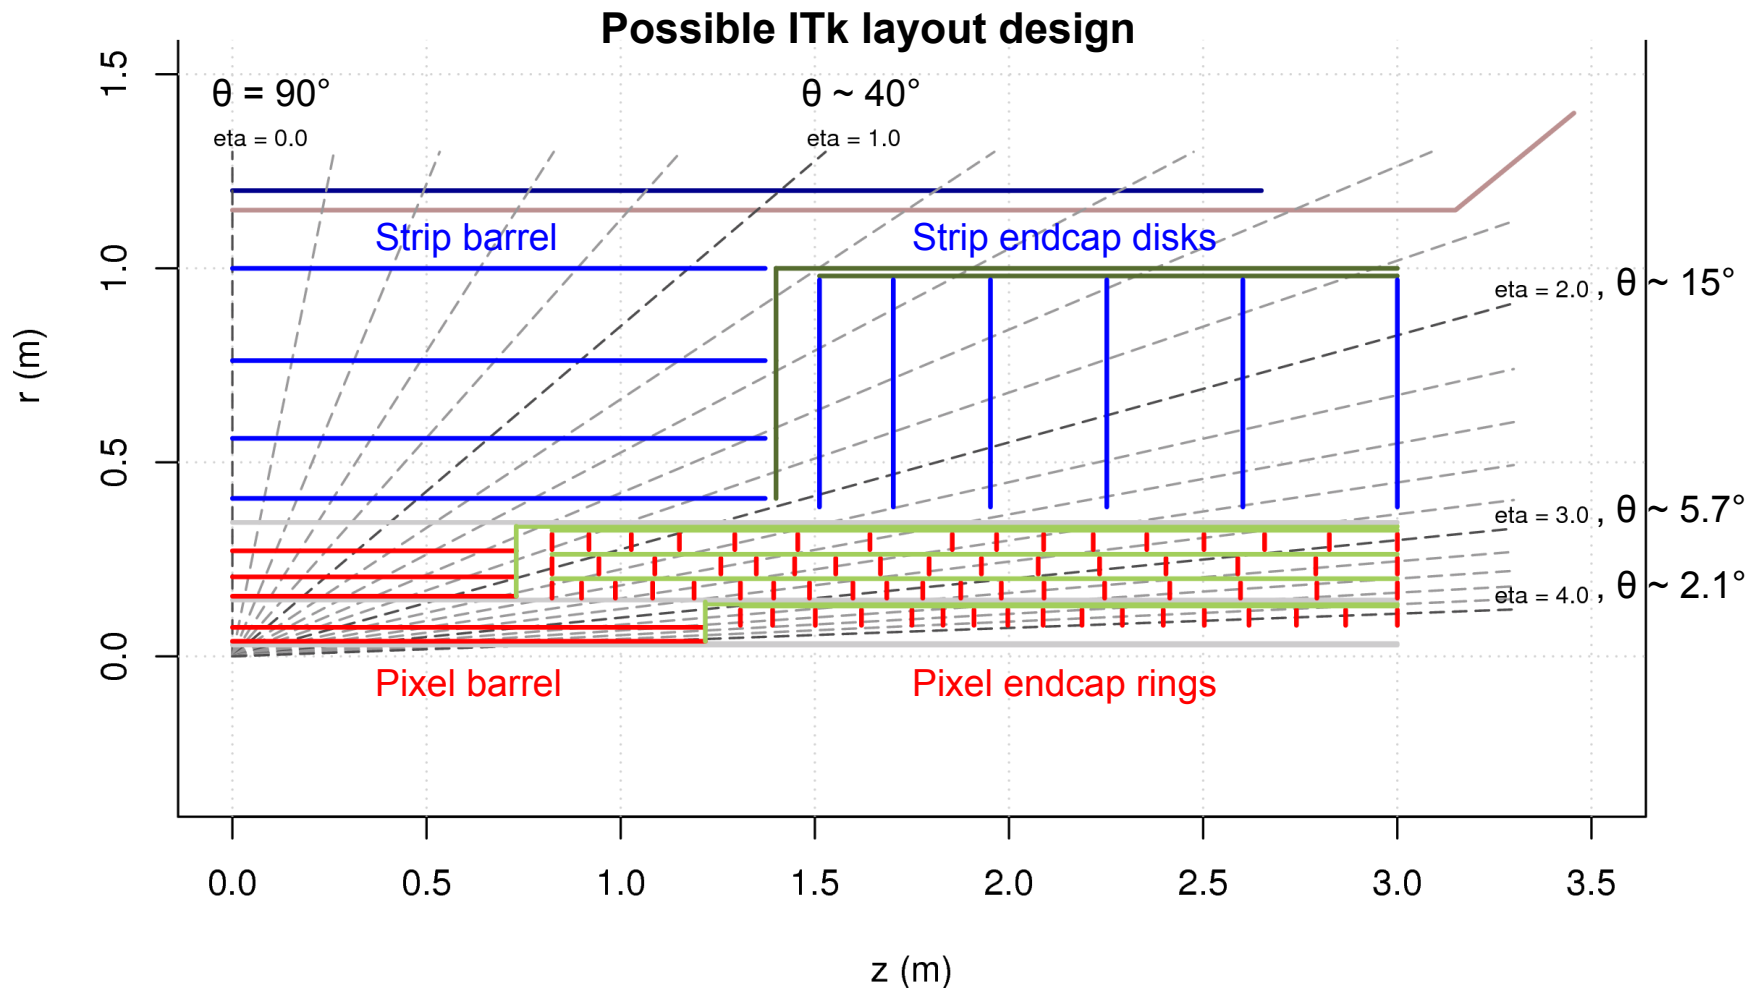 Possible ITk layout design
θ = 90°
θ ~ 40°
eta = 0.0
eta = 1.0
Strip barrel
Strip endcap disks
eta = 2.0 , θ ~ 15°
eta = 3.0 , θ ~ 5.7°
eta = 4.0 , θ ~ 2.1°
Pixel barrel
Pixel endcap rings
r (m)
1.5
1.0
0.5
0.0
0.0 0.5 1.0 1.5 2.0 2.5 3.0 3.5
z (m)